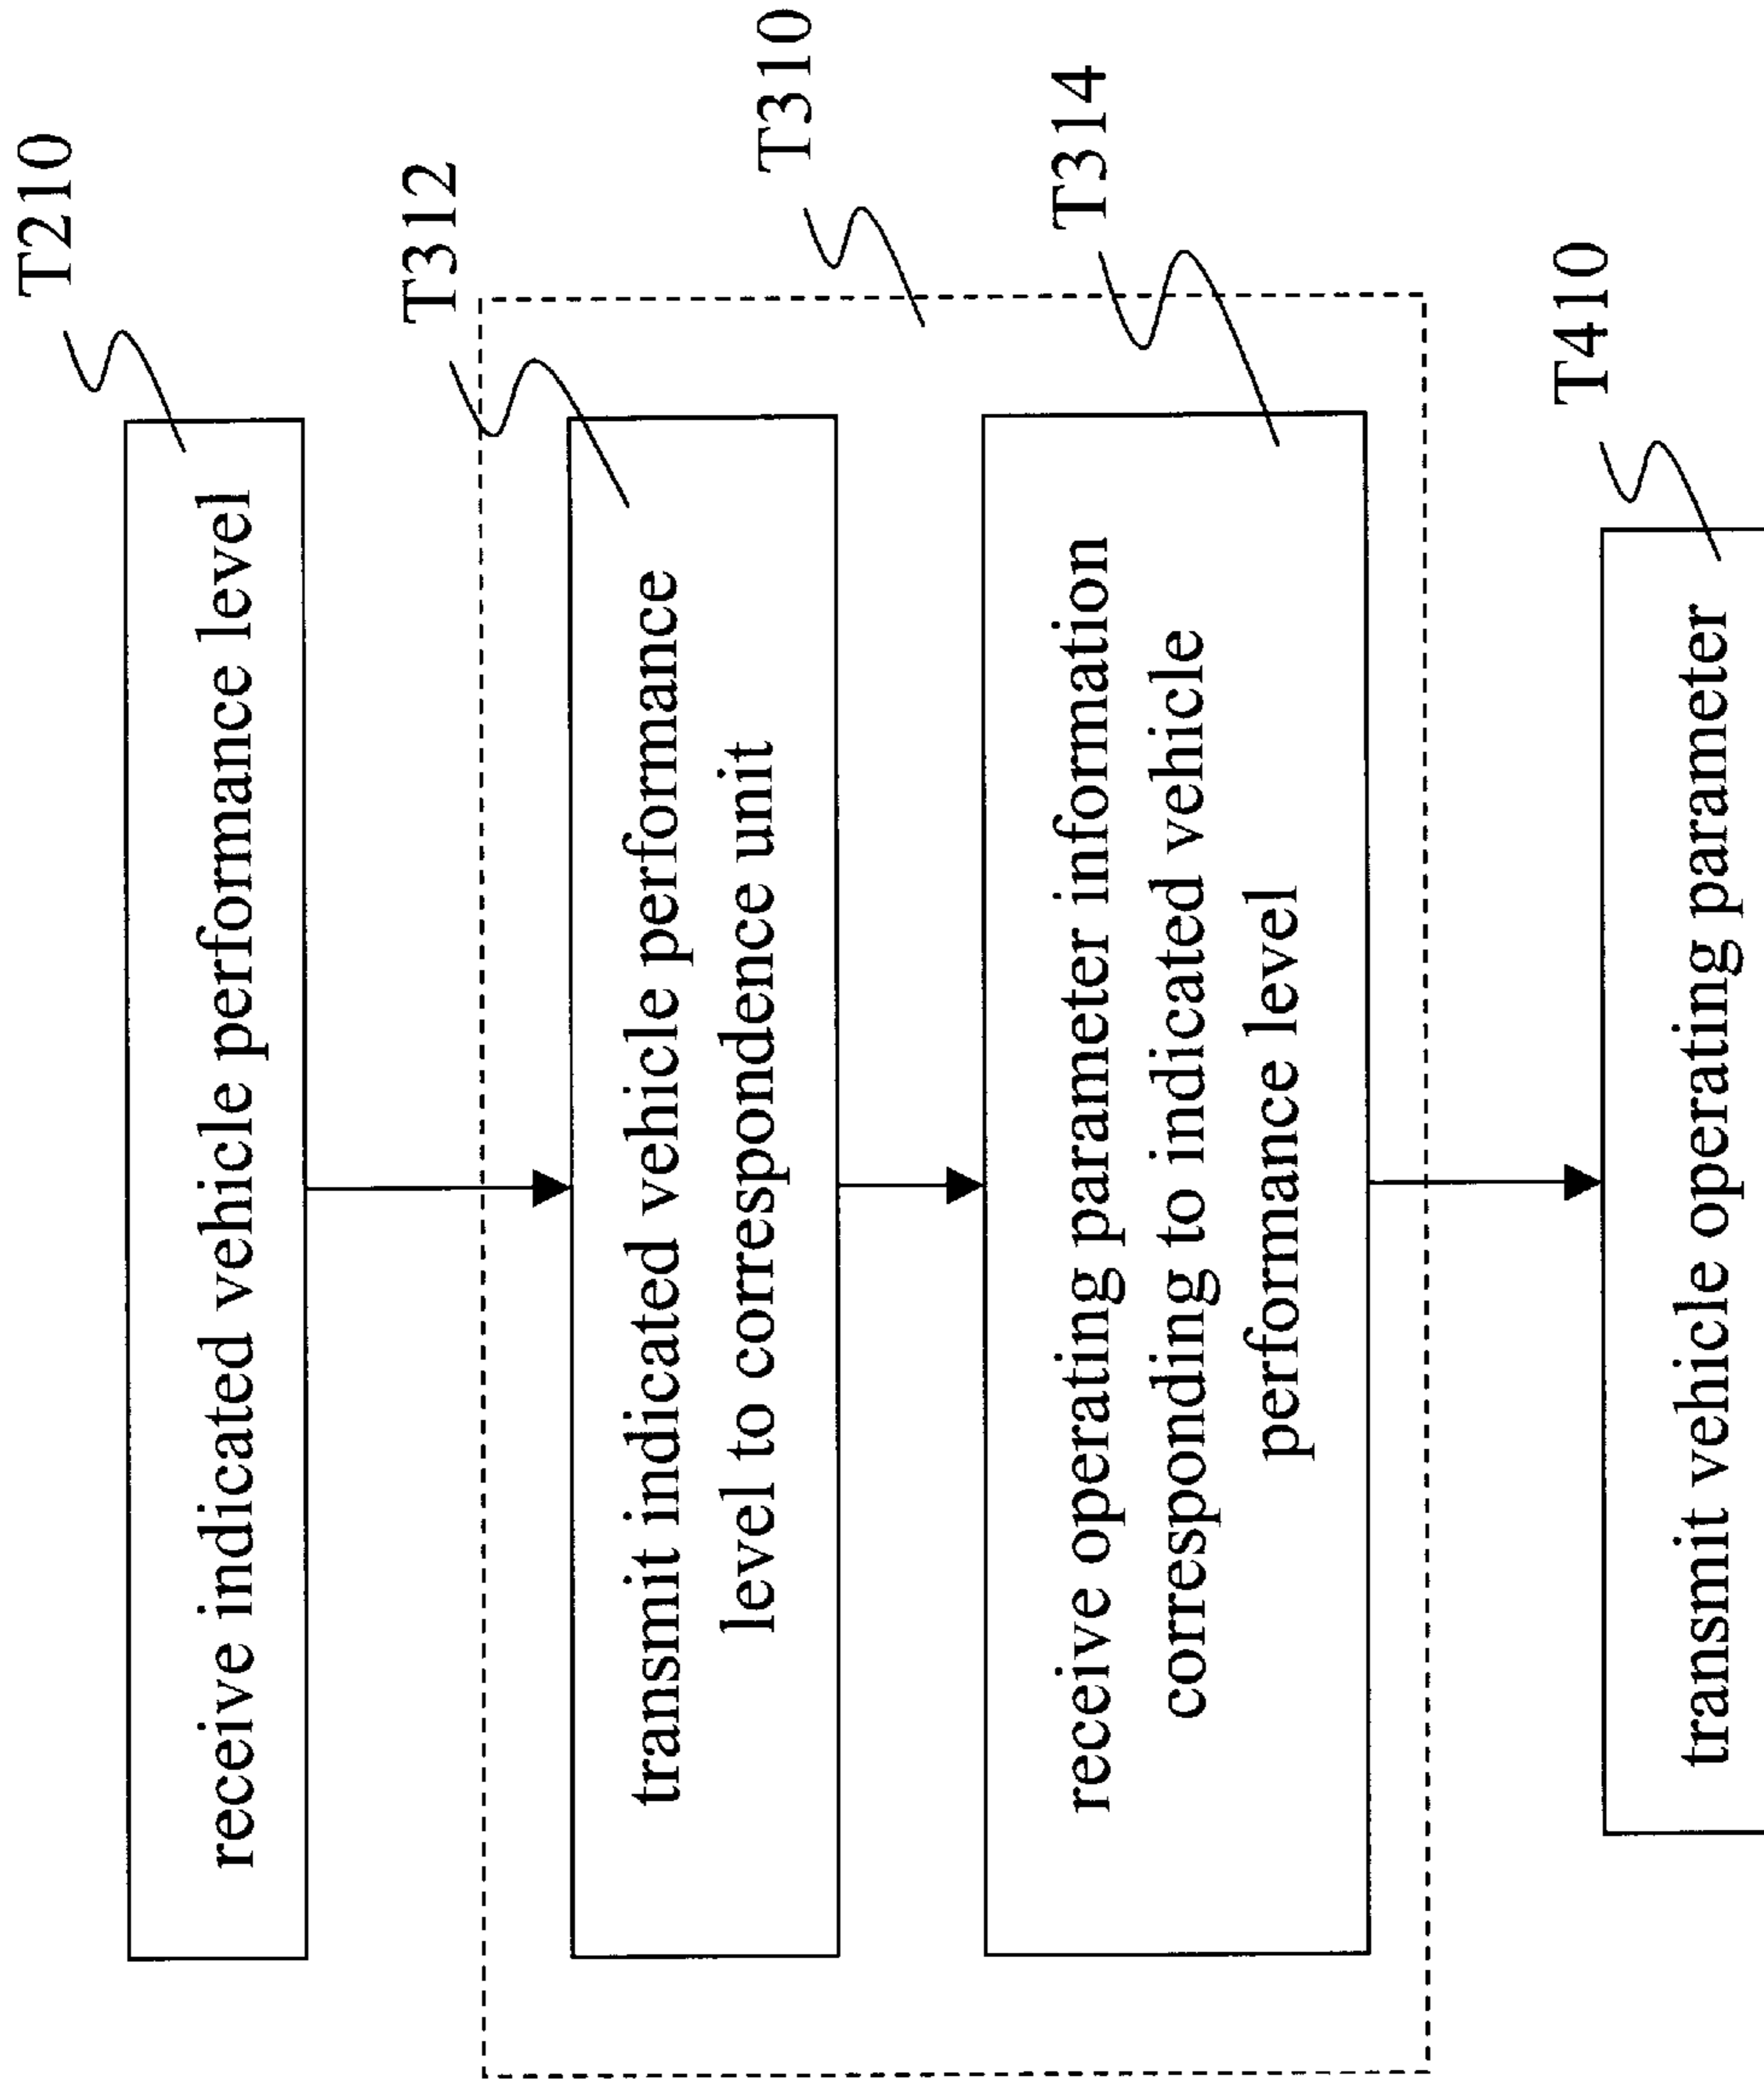 T210
receive indicated vehicle performance level
T312
transmit indicated vehicle performance
level to correspondence unit
T310
T314
receive operating parameter information
corresponding to indicated vehicle
performance level
T410
transmit vehicle operating parameter